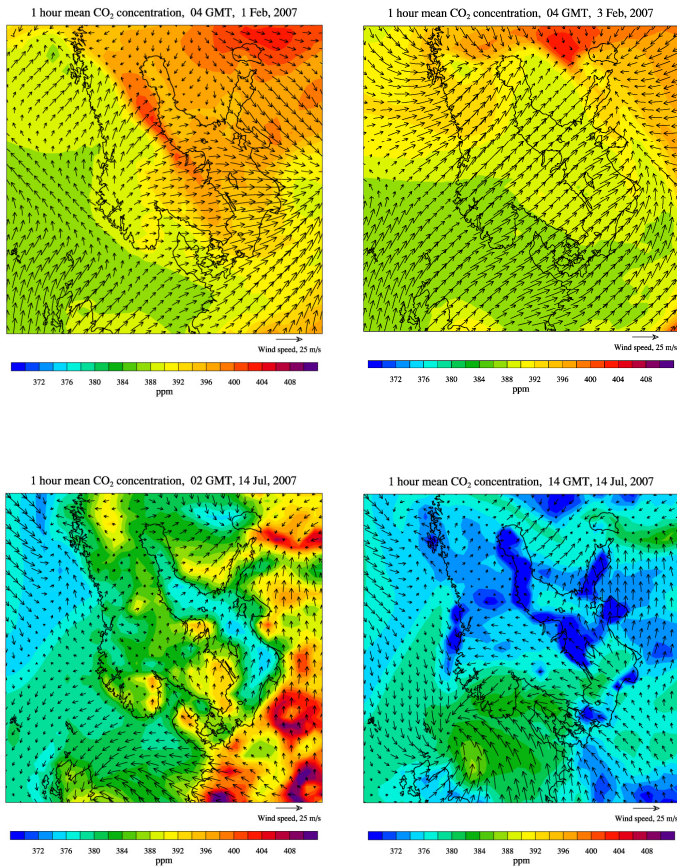 1 hour mean CO₂ concentration, 04 GMT, 1 Feb, 2007
Wind speed, 25 m/s
372 376 380 384 388 392 396 400 404 408
ppm
1 hour mean CO₂ concentration, 04 GMT, 3 Feb, 2007
Wind speed, 25 m/s
372 376 380 384 388 392 396 400 404 408
ppm
1 hour mean CO₂ concentration, 02 GMT, 14 Jul, 2007
Wind speed, 25 m/s
372 376 380 384 388 392 396 400 404 408
ppm
1 hour mean CO₂ concentration, 14 GMT, 14 Jul, 2007
Wind speed, 25 m/s
372 376 380 384 388 392 396 400 404 408
ppm